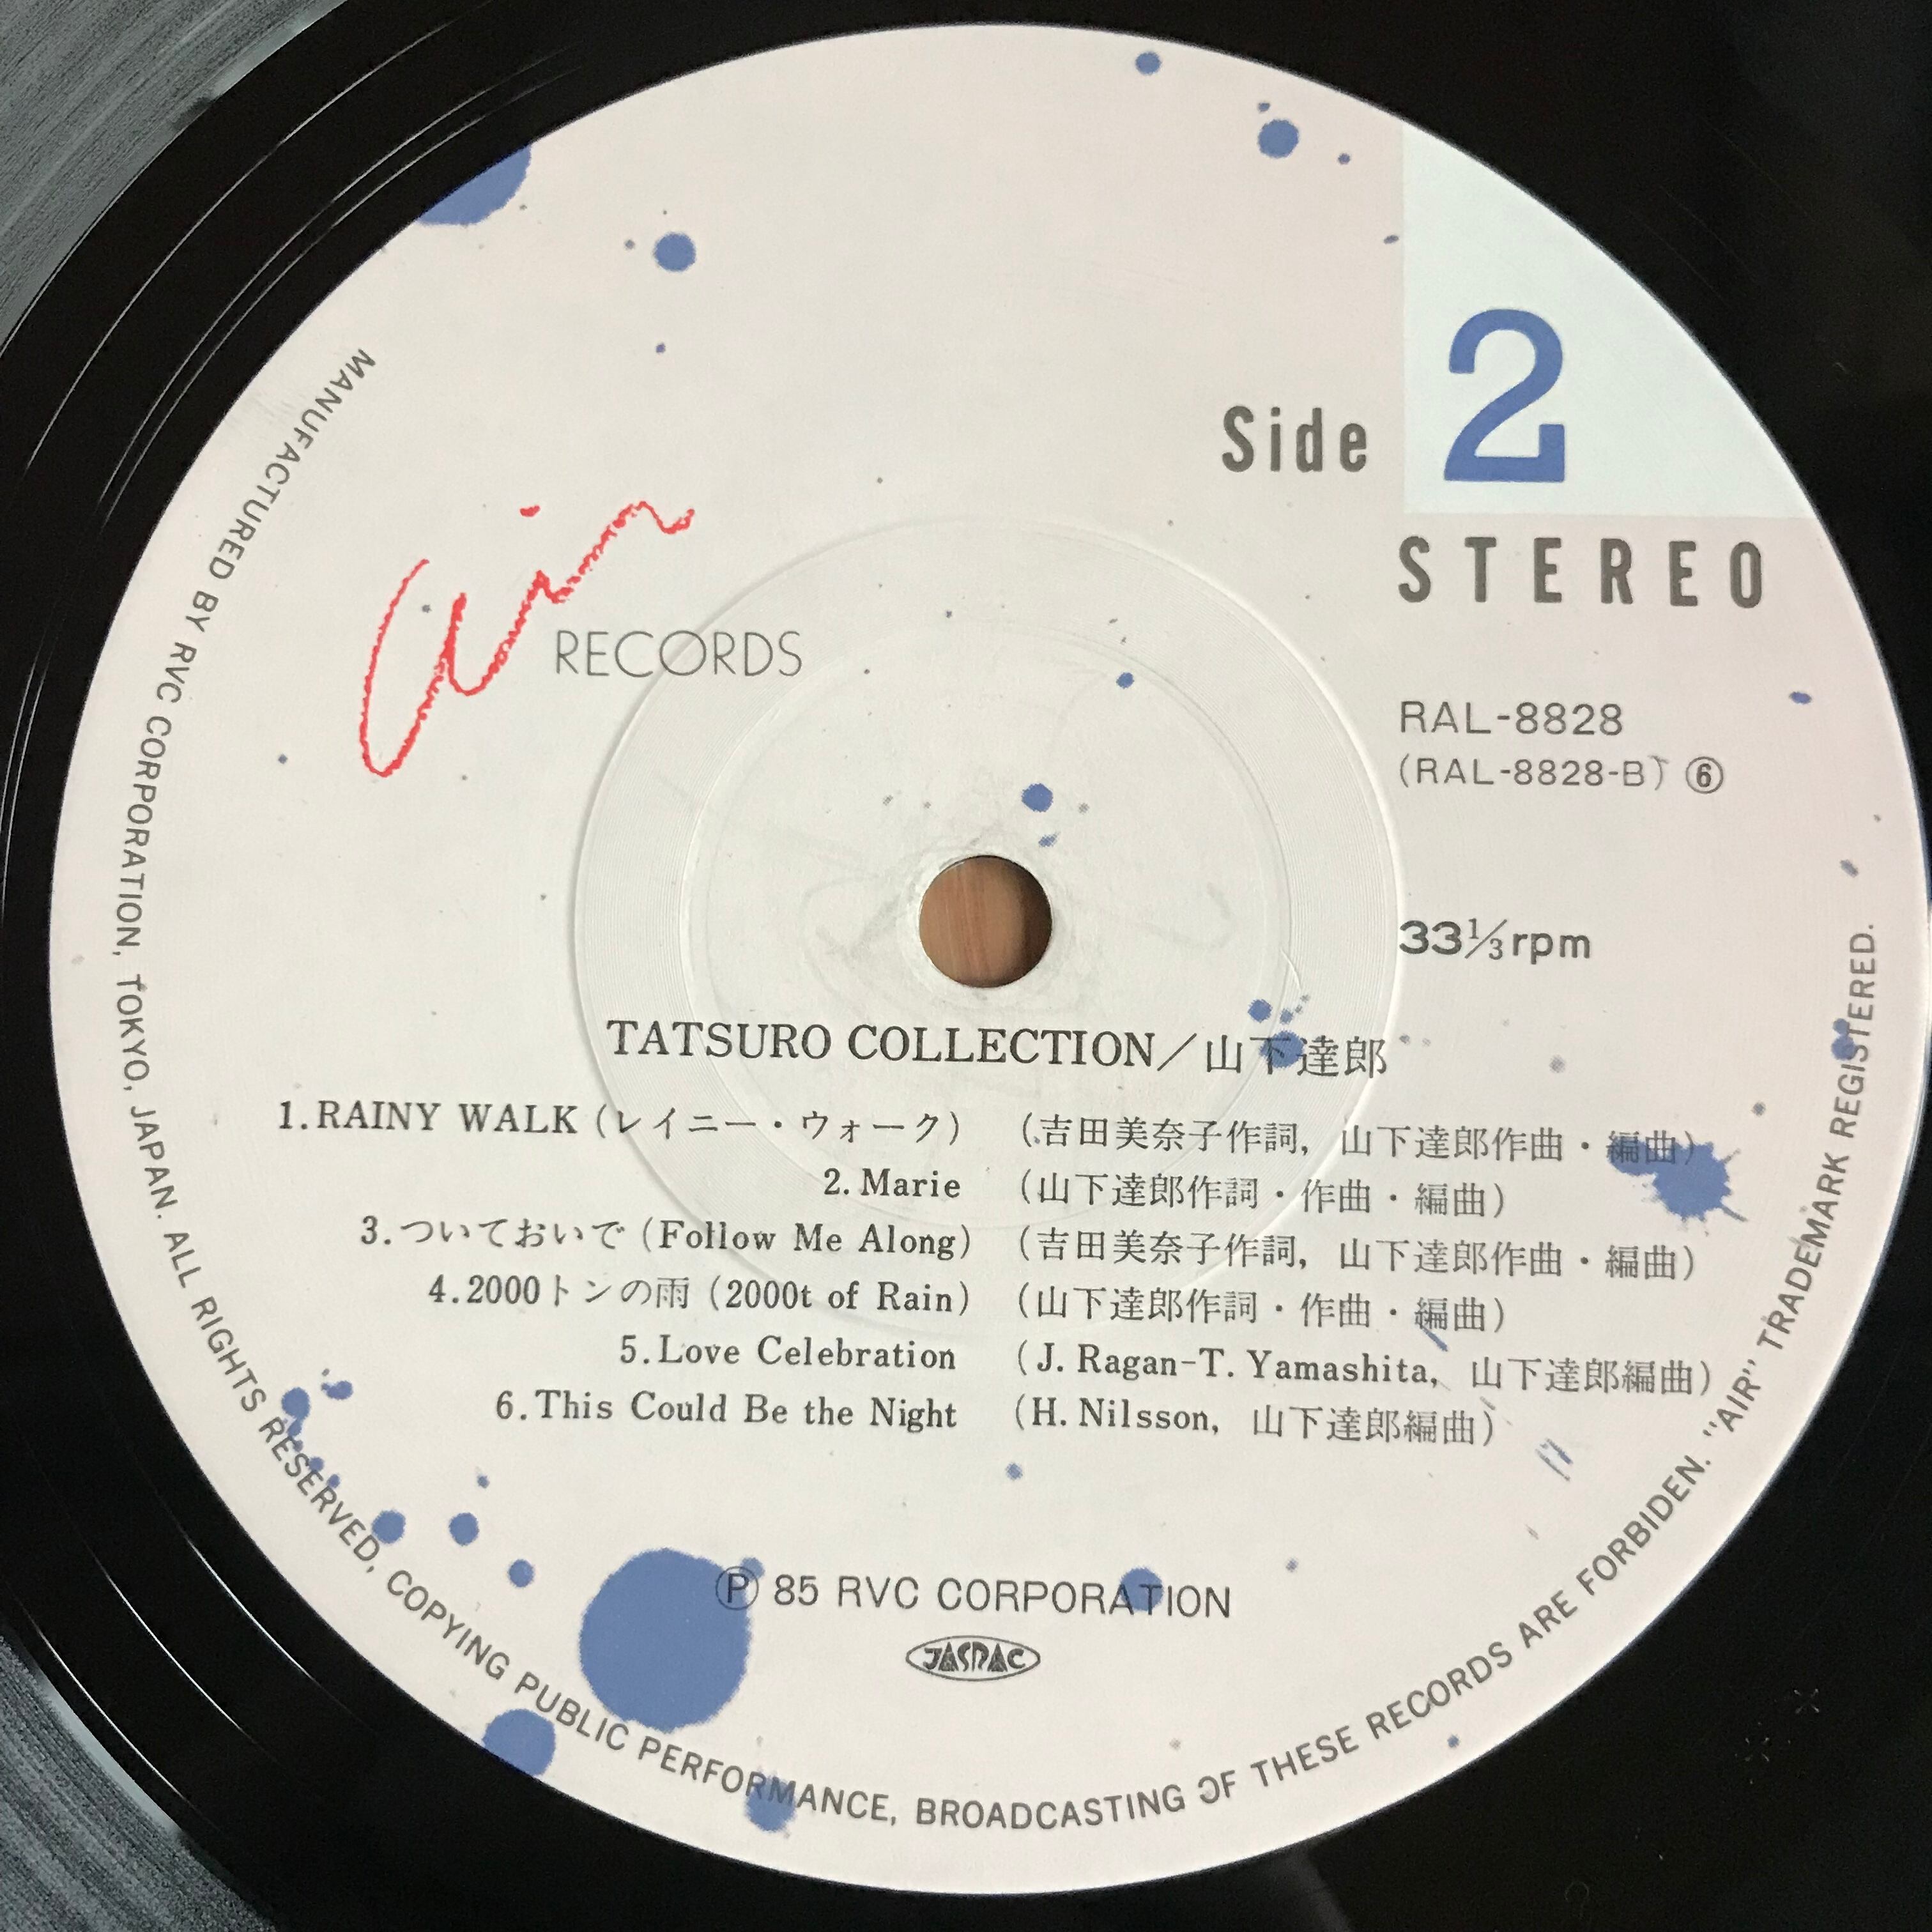 Side 2
STEREO
air RECORDS
RAL-8828
(RAL-8828-B) ⑥
33⅓rpm
TATSURO COLLECTION／山下達郎
1.RAINY WALK (レイニー・ウォーク) (吉田美奈子作詞, 山下達郎作曲・編曲)
2.Marie (山下達郎作詞・作曲・編曲)
3.ついておいで (Follow Me Along) (吉田美奈子作詞, 山下達郎作曲・編曲)
4.2000トンの雨 (2000t of Rain) (山下達郎作詞・作曲・編曲)
5.Love Celebration (J. Ragan-T. Yamashita, 山下達郎編曲)
6.This Could Be the Night (H. Nilsson, 山下達郎編曲)
Ⓟ 85 RVC CORPORATION
JASRAC
MANUFACTURED BY RVC CORPORATION, TOKYO, JAPAN. ALL RIGHTS RESERVED, COPYING PUBLIC PERFORMANCE, BROADCASTING OF THESE RECORDS ARE FORBIDEN. "AIR" TRADEMARK REGISTERED.